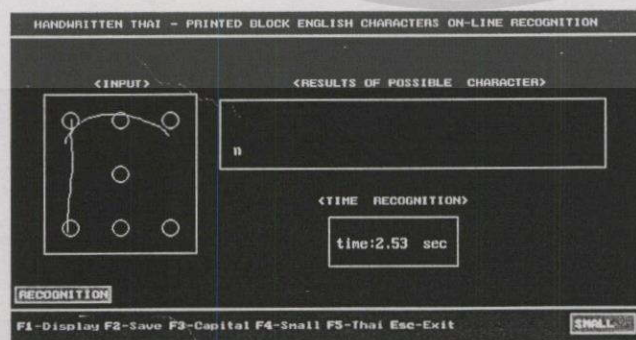 HANDWRITTEN THAI - PRINTED BLOCK ENGLISH CHARACTERS ON-LINE RECOGNITION
<INPUT>
<RESULTS OF POSSIBLE CHARACTER>
n
<TIME RECOGNITION>
time:2.53 sec
RECOGNITION
F1-Display F2-Save F3-Capital F4-Small F5-Thai Esc-Exit
SMALL